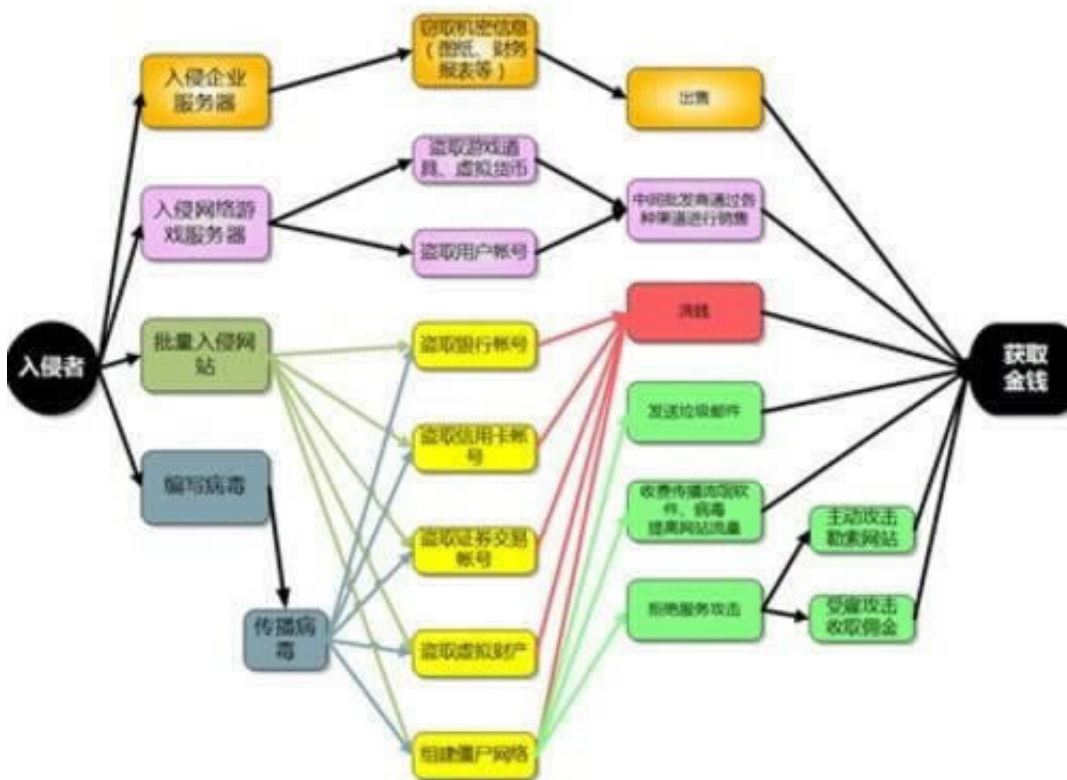 窃取机密信息
（图纸、财务
报表等）
入侵企业
服务器
出售
盗取游戏道
具、虚拟货币
入侵网络游
戏服务器
中间批发商通过各
种渠道进行销售
盗取用户帐号
洗钱
批量入侵网
站
盗取银行帐号
入侵者
获取
金钱
发送垃圾邮件
盗取信用卡帐
号
编写病毒
收费传播流氓软
件、病毒
提高网站流量
主动攻击
勒索网站
盗取证券交易
帐号
拒绝服务攻击
受雇攻击
收取佣金
传播病
毒
盗取虚拟财产
组建僵尸网络